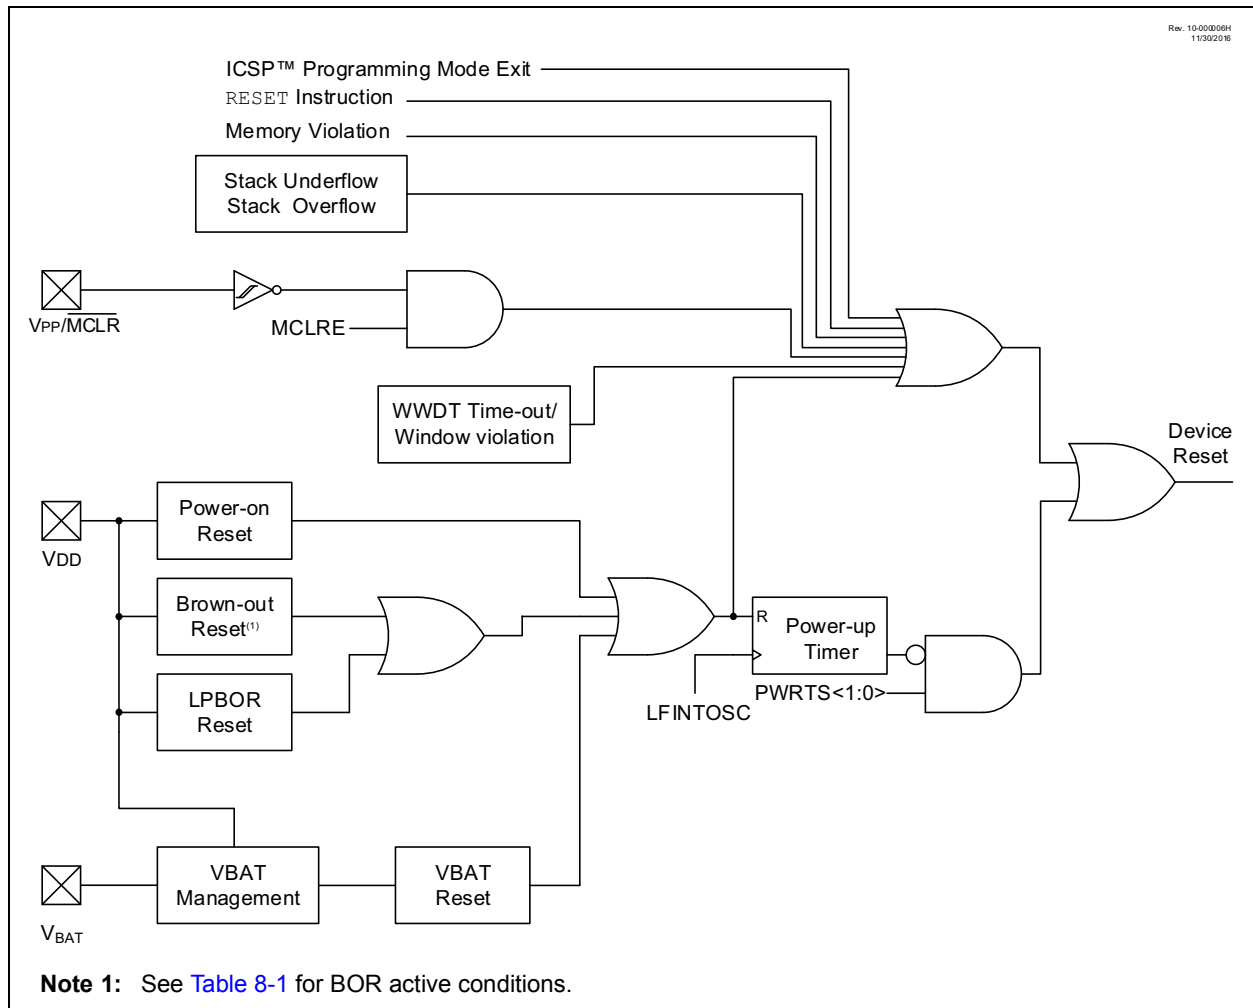 Rev. 10-000006H
11/30/2016
ICSP™ Programming Mode Exit
RESET Instruction
Memory Violation
Stack Underflow
Stack Overflow
VPP/MCLR
MCLRE
WWDT Time-out/
Window violation
Device
Reset
Power-on
Reset
VDD
Brown-out
Reset(1)
R
Power-up
Timer
LPBOR
Reset
PWRTS<1:0>
LFINTOSC
VBAT
Management
VBAT
Reset
VBAT
Note 1: See Table 8-1 for BOR active conditions.